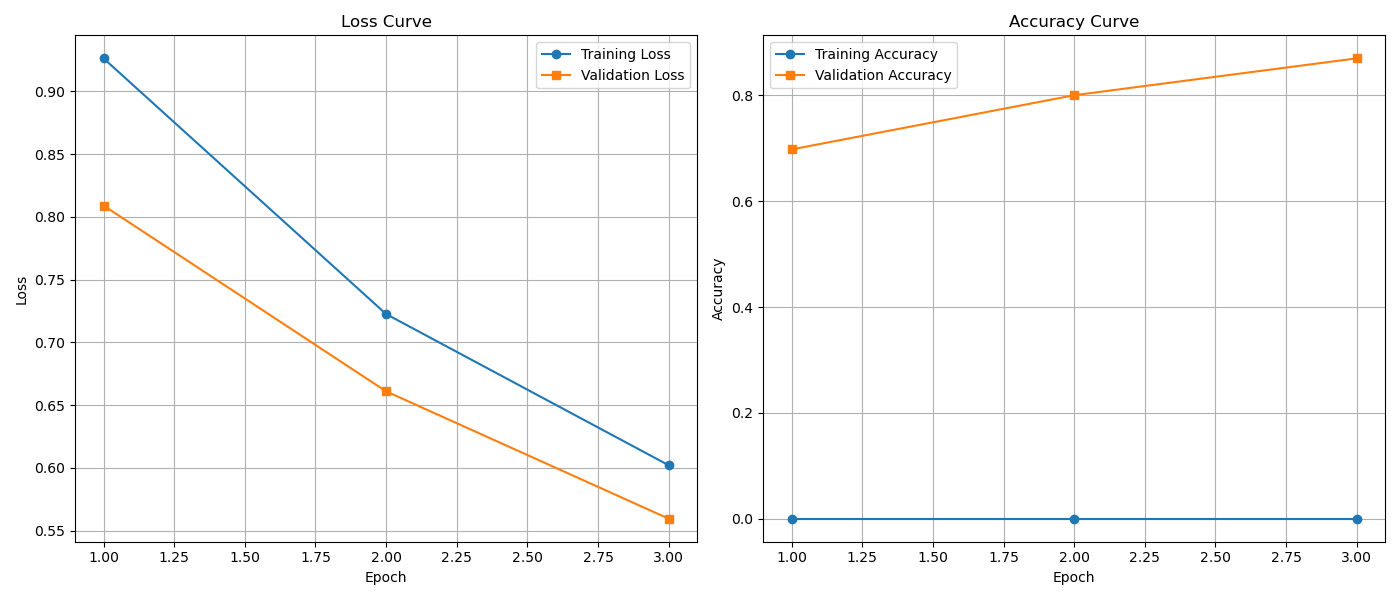 Loss Curve
Training Loss
Validation Loss
0.90
0.85
0.80
0.75
0.70
0.65
0.60
0.55
Loss
1.00 1.25 1.50 1.75 2.00 2.25 2.50 2.75 3.00
Epoch
Accuracy Curve
Training Accuracy
Validation Accuracy
0.8
0.6
0.4
0.2
0.0
Accuracy
1.00 1.25 1.50 1.75 2.00 2.25 2.50 2.75 3.00
Epoch